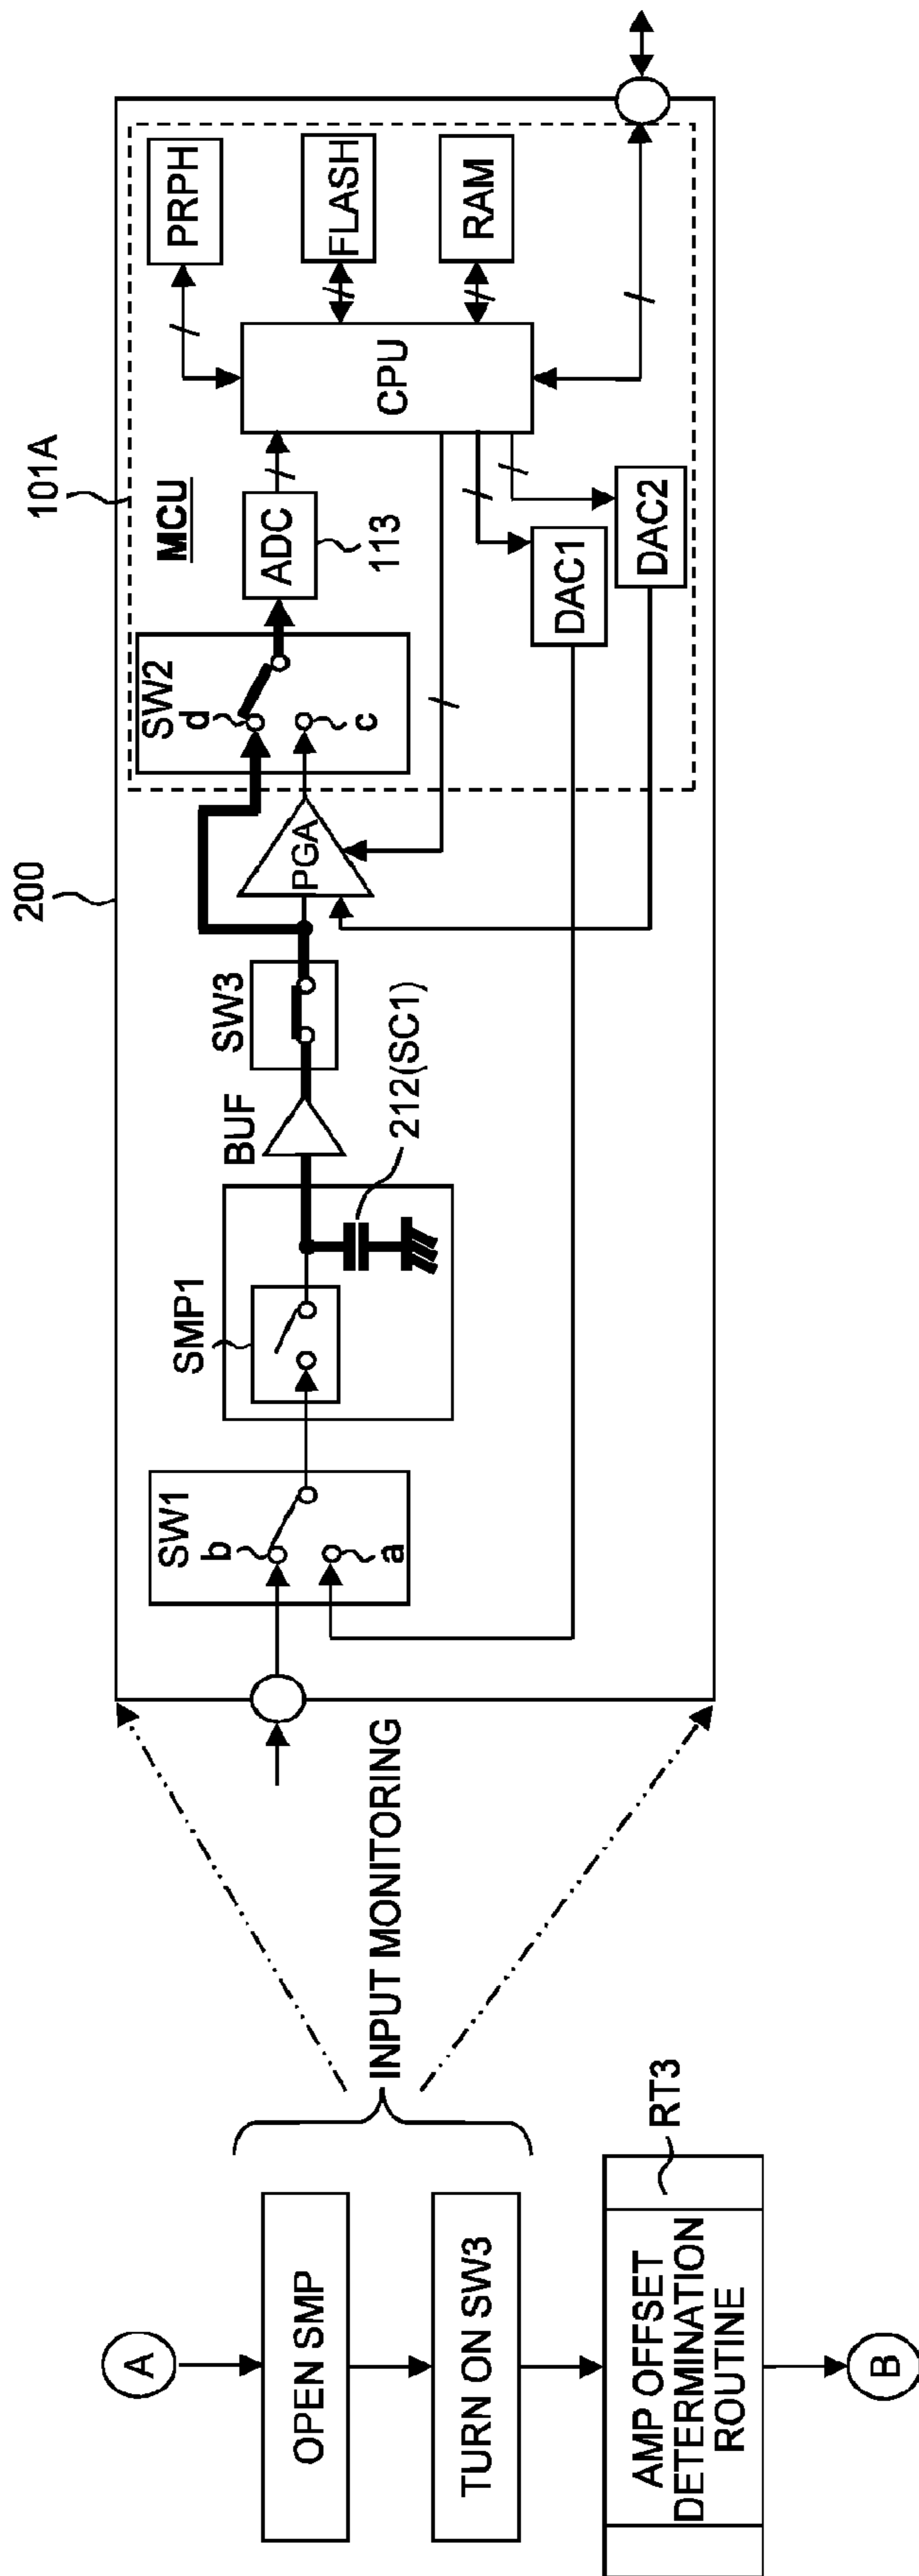 A
OPEN SMP
TURN ON SW3
AMP OFFSET
DETERMINATION
ROUTINE
RT3
B
INPUT MONITORING
200
101A
SW1
b
a
SMP1
212(SC1)
BUF
SW3
PGA
SW2
d
c
MCU
ADC
113
CPU
PRPH
FLASH
RAM
DAC1
DAC2